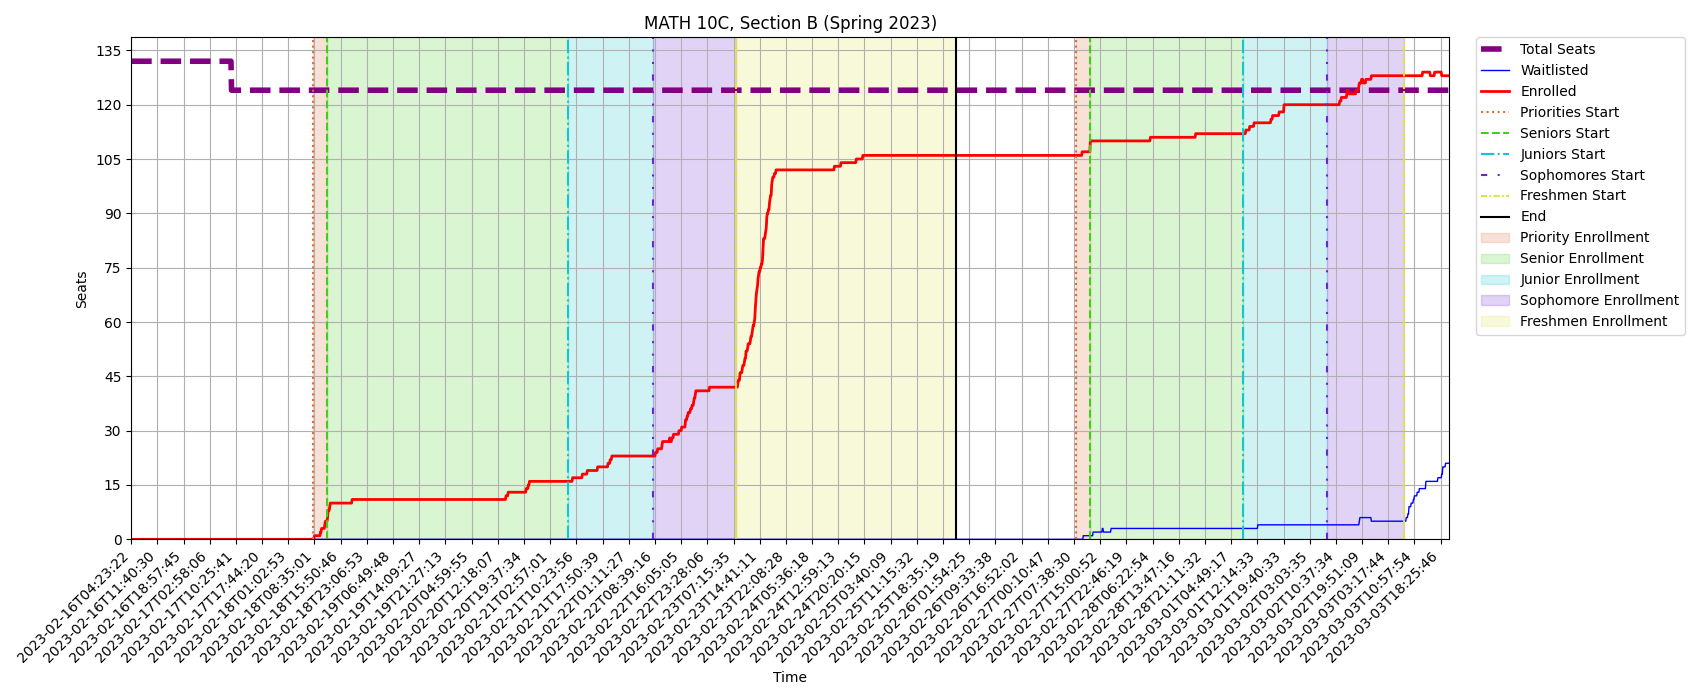 MATH 10C, Section B (Spring 2023)
135
120
105
90
75
60
45
30
15
0
Seats
2023-02-16T04:23:22
2023-02-16T11:40:30
2023-02-16T18:57:45
2023-02-17T02:58:06
2023-02-17T10:25:41
2023-02-17T17:44:20
2023-02-18T01:02:53
2023-02-18T08:35:01
2023-02-18T15:50:46
2023-02-18T23:06:53
2023-02-19T06:49:48
2023-02-19T14:09:27
2023-02-19T21:27:13
2023-02-20T04:59:55
2023-02-20T12:18:07
2023-02-20T19:37:34
2023-02-21T02:57:01
2023-02-21T10:23:56
2023-02-21T17:50:39
2023-02-22T01:11:27
2023-02-22T08:39:16
2023-02-22T16:05:05
2023-02-22T23:28:06
2023-02-23T07:15:35
2023-02-23T14:41:11
2023-02-23T22:08:28
2023-02-24T05:36:18
2023-02-24T12:59:13
2023-02-24T20:20:15
2023-02-25T03:40:09
2023-02-25T11:15:32
2023-02-25T18:35:19
2023-02-26T01:54:25
2023-02-26T09:33:38
2023-02-26T16:52:02
2023-02-27T00:10:47
2023-02-27T07:38:30
2023-02-27T15:00:52
2023-02-27T22:46:19
2023-02-28T06:22:54
2023-02-28T13:47:16
2023-02-28T21:11:32
2023-03-01T04:49:17
2023-03-01T12:14:33
2023-03-01T19:40:33
2023-03-02T03:03:35
2023-03-02T10:37:34
2023-03-02T19:51:09
2023-03-03T03:17:44
2023-03-03T10:57:54
2023-03-03T18:25:46
Time
Total Seats
Waitlisted
Enrolled
Priorities Start
Seniors Start
Juniors Start
Sophomores Start
Freshmen Start
End
Priority Enrollment
Senior Enrollment
Junior Enrollment
Sophomore Enrollment
Freshmen Enrollment